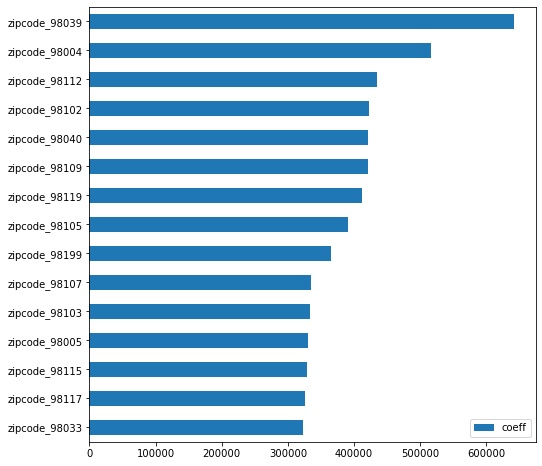 zipcode_98039
zipcode_98004
zipcode_98112
zipcode_98102
zipcode_98040
zipcode_98109
zipcode_98119
zipcode_98105
zipcode_98199
zipcode_98107
zipcode_98103
zipcode_98005
zipcode_98115
zipcode_98117
zipcode_98033
coeff
0 100000 200000 300000 400000 500000 600000